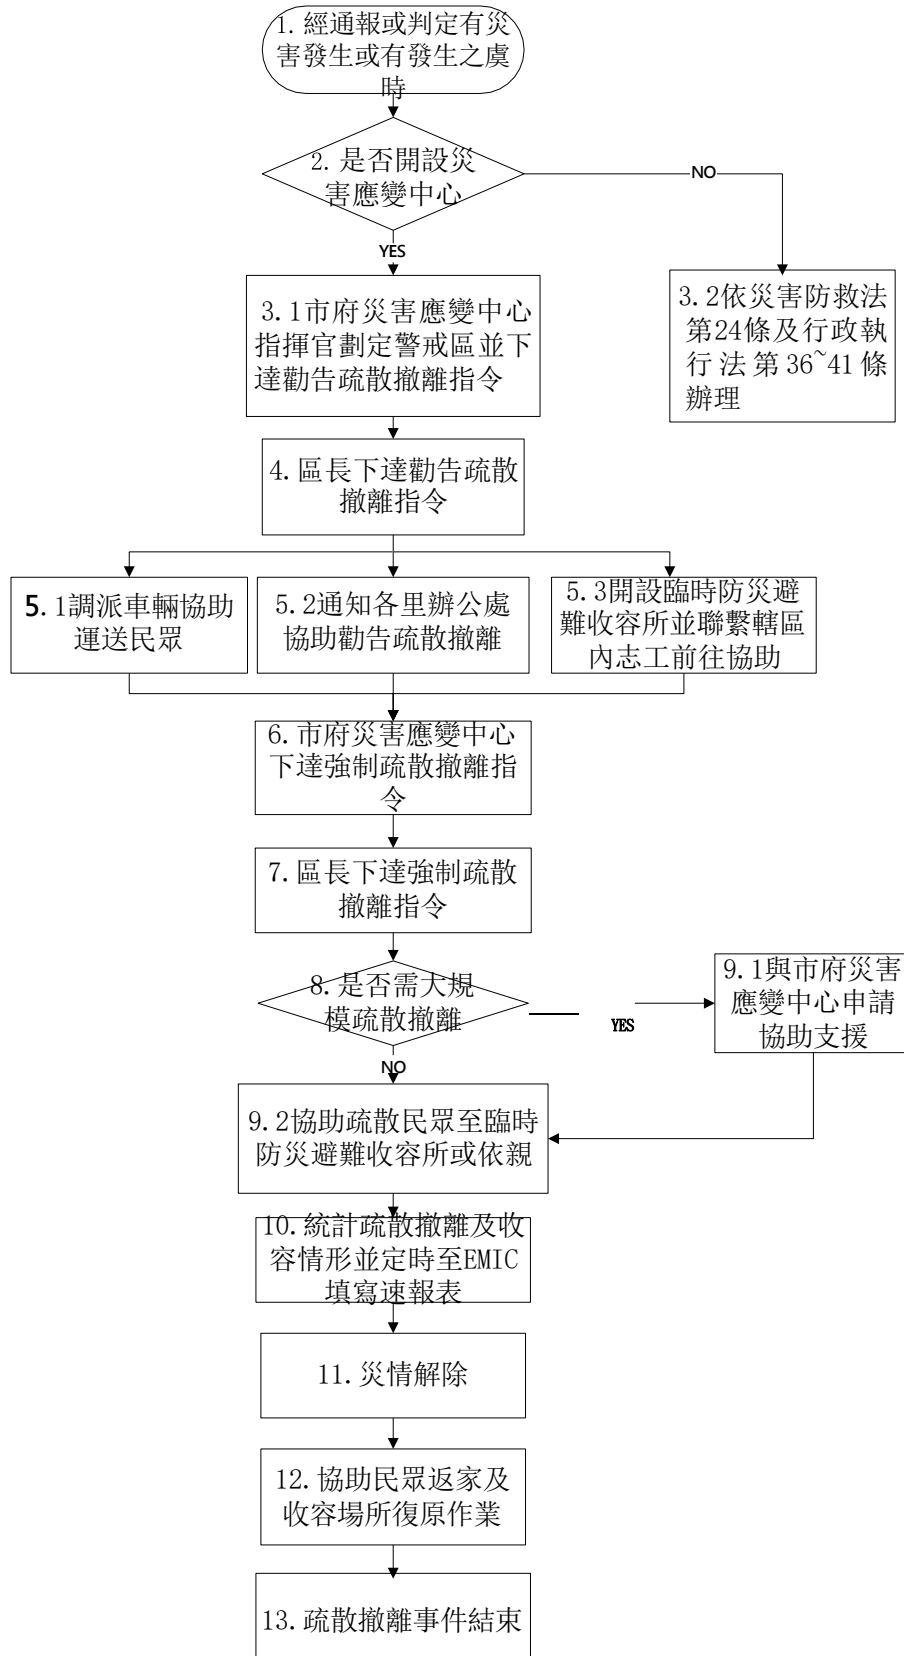 1. 經通報或判定有災
害發生或有發生之虞
時
2. 是否開設災
害應變中心
NO
YES
3.1市府災害應變中心
指揮官劃定警戒區並下
達勸告疏散撤離指令
3.2依災害防救法
第24條及行政執
行法第36~41條
辦理
4. 區長下達勸告疏散
撤離指令
5.1調派車輛協助
運送民眾
5.2通知各里辦公處
協助勸告疏散撤離
5.3開設臨時防災避
難收容所並聯繫轄區
內志工前往協助
6. 市府災害應變中心
下達強制疏散撤離指
令
7. 區長下達強制疏散
撤離指令
8. 是否需大規
模疏散撤離
YES
9.1與市府災害
應變中心申請
協助支援
NO
9.2協助疏散民眾至臨時
防災避難收容所或依親
10. 統計疏散撤離及收
容情形並定時至EMIC
填寫速報表
11. 災情解除
12. 協助民眾返家及
收容場所復原作業
13. 疏散撤離事件結束